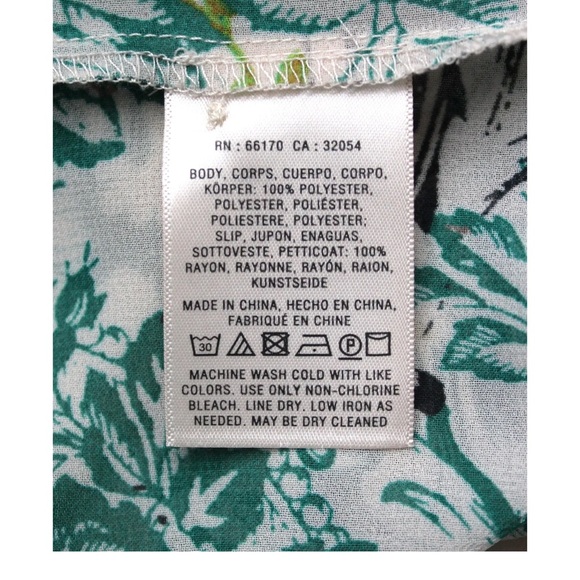 RN : 66170 CA : 32054
BODY, CORPS, CUERPO, CORPO,
KÖRPER: 100% POLYESTER,
POLYESTER, POLIÉSTER,
POLIESTERE, POLYESTER;
SLIP, JUPON, ENAGUAS,
SOTTOVESTE, PETTICOAT: 100%
RAYON, RAYONNE, RAYÓN, RAION,
KUNSTSEIDE
MADE IN CHINA, HECHO EN CHINA,
FABRIQUÉ EN CHINE
30 P
MACHINE WASH COLD WITH LIKE
COLORS. USE ONLY NON-CHLORINE
BLEACH. LINE DRY. LOW IRON AS
NEEDED. MAY BE DRY CLEANED